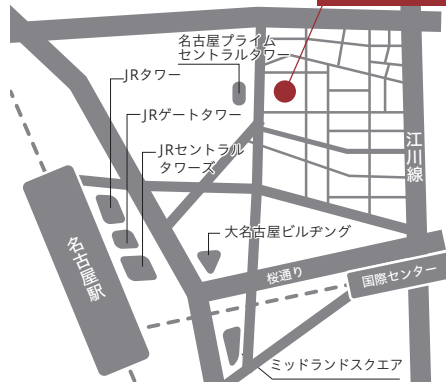 名古屋プライム
セントラルタワー
JRタワー
JRゲートタワー
JRセントラル
タワーズ
江川線
大名古屋ビルヂング
名古屋駅
桜通り
国際センター
ミッドランドスクエア